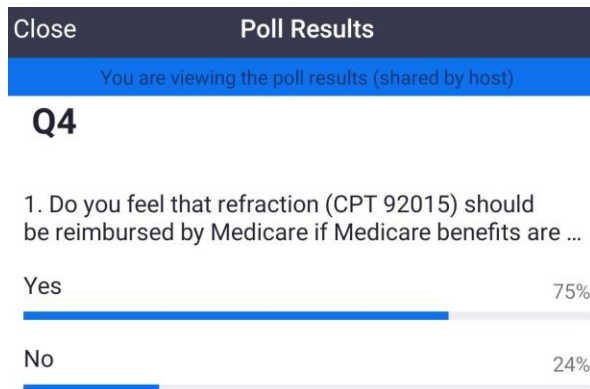 Close Poll Results
You are viewing the poll results (shared by host)
Q4
1. Do you feel that refraction (CPT 92015) should
be reimbursed by Medicare if Medicare benefits are ...
Yes 75%
No 24%